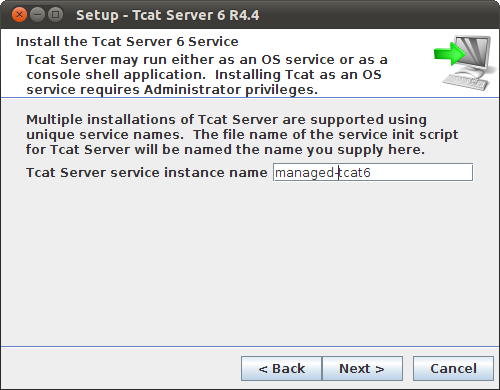 Setup - Tcat Server 6 R4.4
Install the Tcat Server 6 Service
Tcat Server may run either as an OS service or as a
console shell application.  Installing Tcat as an OS
service requires Administrator privileges.
Multiple installations of Tcat Server are supported using
unique service names.  The file name of the service init script
for Tcat Server will be named the name you supply here.
Tcat Server service instance name managed-tcat6
< Back Next > Cancel